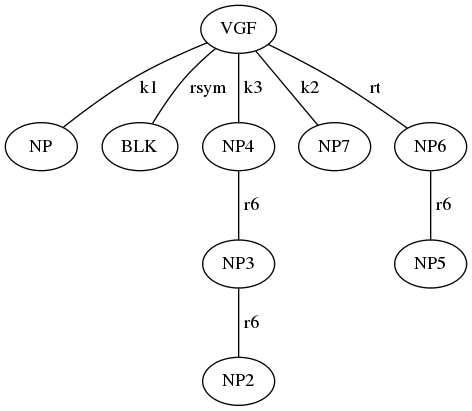 VGF
k1 rsym k3 k2 rt
NP BLK NP4 NP7 NP6
r6 r6
NP3 NP5
r6
NP2